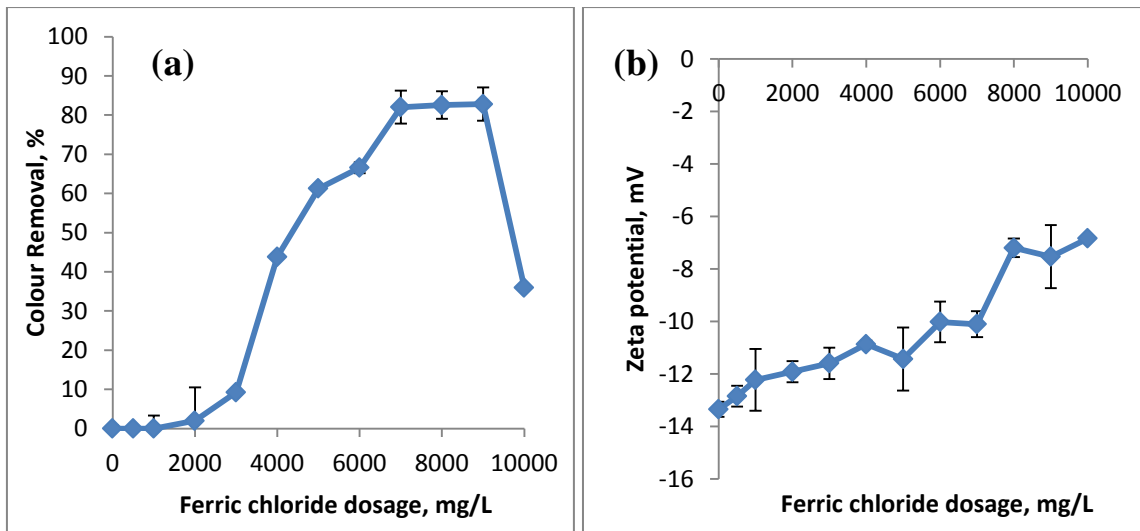 (a)
100
90
80
70
60
50
40
30
20
10
0
Colour Removal, %
0 2000 4000 6000 8000 10000
Ferric chloride dosage, mg/L
(b)
0
0 2000 4000 6000 8000 10000
-2
-4
-6
-8
-10
-12
-14
-16
Zeta potential, mV
Ferric chloride dosage, mg/L